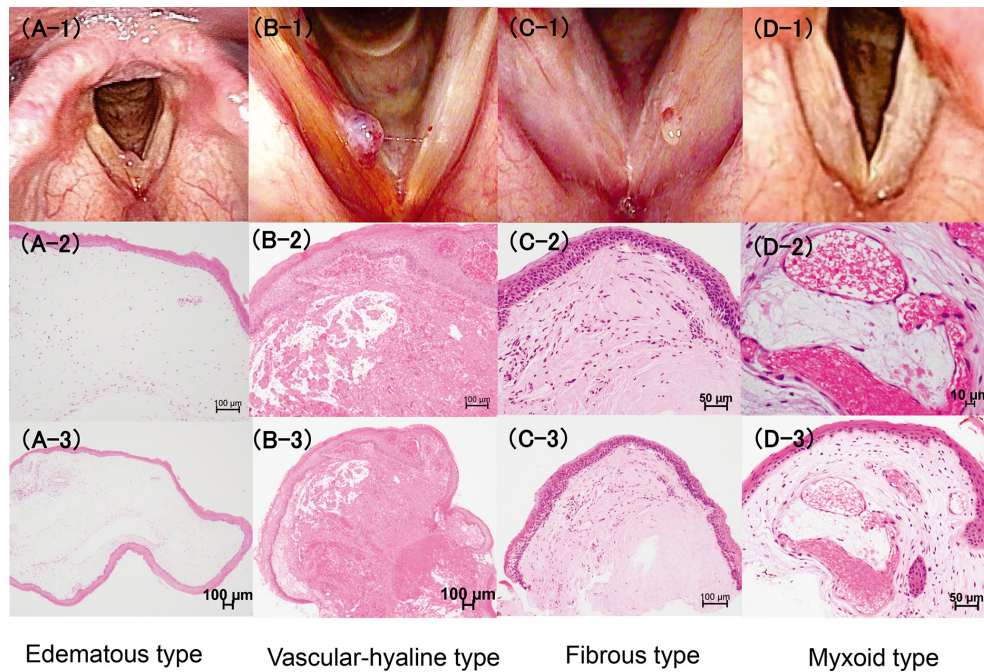 (A-1)
(B-1)
(C-1)
(D-1)
(A-2)
100 μm
(B-2)
100 μm
(C-2)
50 μm
(D-2)
10 μm
(A-3)
100 μm
(B-3)
100 μm
(C-3)
100 μm
(D-3)
50 μm
Edematous type
Vascular-hyaline type
Fibrous type
Myxoid type